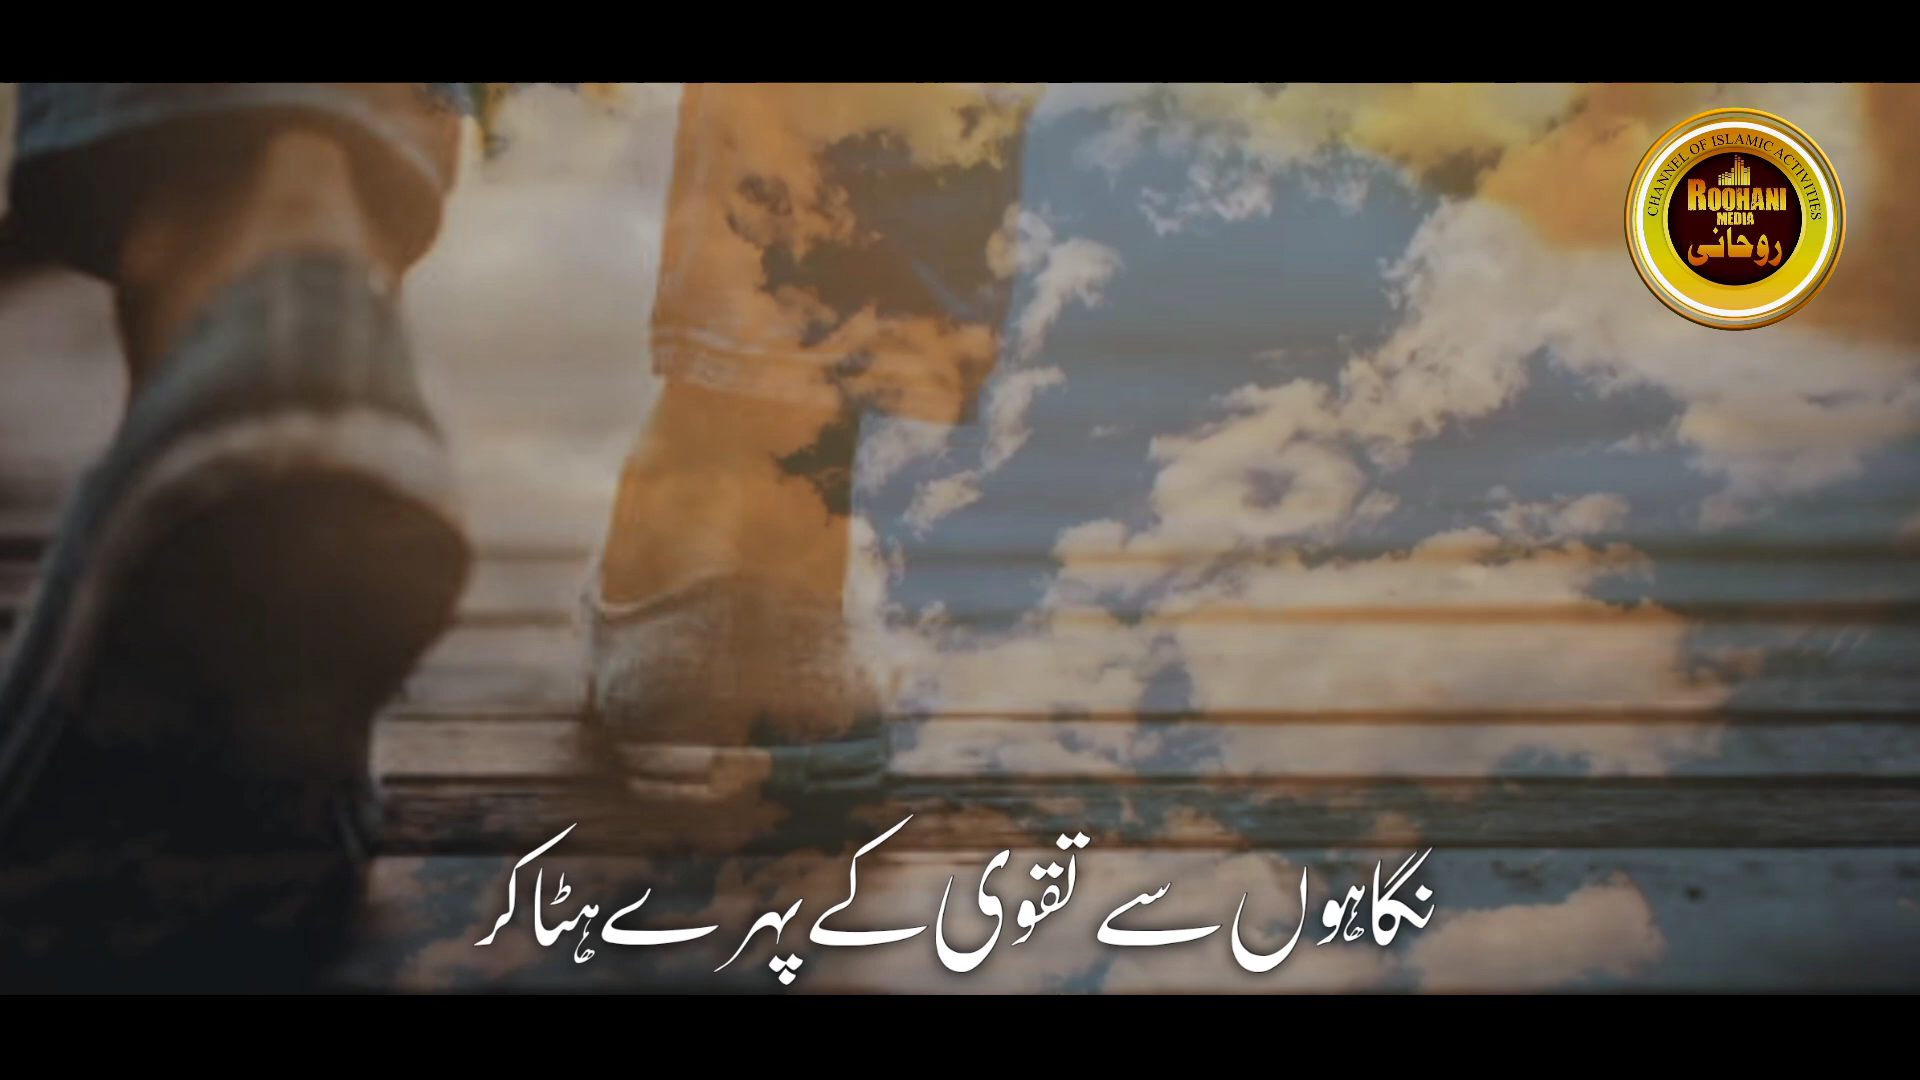 CHANNEL OF ISLAMIC ACTIVITIES
ROOHANI
MEDIA
روحانی
نگاہوں سے تقوی کے پہرے ہٹا کر